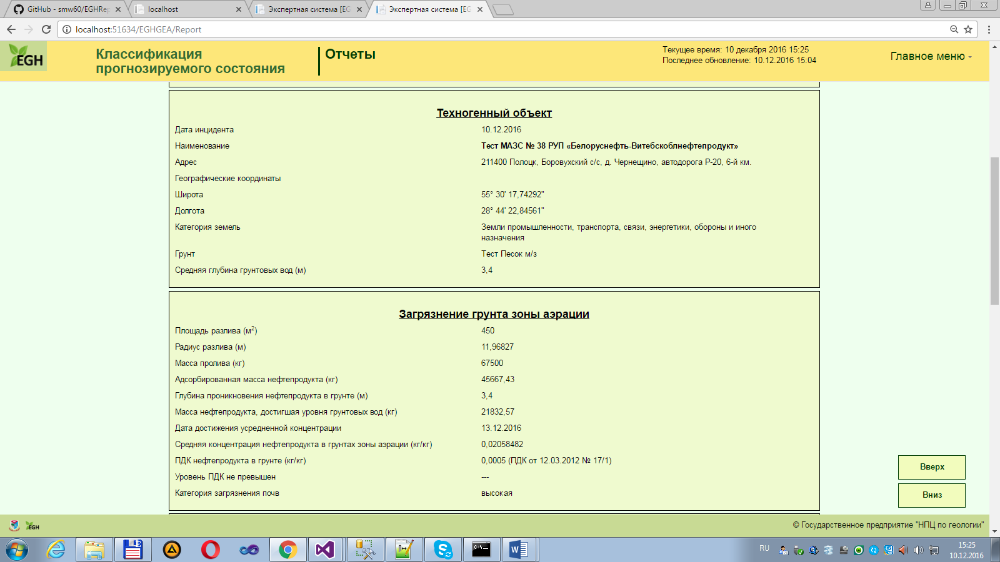 GitHub - smw60/EGHRep
localhost
Экспертная система [EG
Экспертная система [EG
localhost:51634/EGHGEA/Report
EGH
Классификация
прогнозируемого состояния
Отчеты
Текущее время: 10 декабря 2016 15:25
Последнее обновление: 10.12.2016 15:04
Главное меню
Техногенный объект
Дата инцидента 10.12.2016
Наименование Тест МАЗС № 38 РУП «Белоруснефть-Витебскоблнефтепродукт»
Адрес 211400 Полоцк, Боровухский с/с, д. Чернещино, автодорога Р-20, 6-й км.
Географические координаты
Широта 55° 30' 17,74292"
Долгота 28° 44' 22,84561"
Категория земель Земли промышленности, транспорта, связи, энергетики, обороны и иного
назначения
Грунт Тест Песок м/з
Средняя глубина грунтовых вод (м) 3,4
Загрязнение грунта зоны аэрации
Площадь разлива (м2) 450
Радиус разлива (м) 11,96827
Масса пролива (кг) 67500
Адсорбированная масса нефтепродукта (кг) 45667,43
Глубина проникновения нефтепродукта в грунте (м) 3,4
Масса нефтепродукта, достигшая уровня грунтовых вод (кг) 21832,57
Дата достижения усредненной концентрации 13.12.2016
Средняя концентрация нефтепродукта в грунтах зоны аэрации (кг/кг) 0,02058482
ПДК нефтепродукта в грунте (кг/кг) 0,0005 (ПДК от 12.03.2012 № 17/1)
Уровень ПДК не превышен ---
Категория загрязнения почв высокая
Вверх
Вниз
EGH
© Государственное предприятие "НПЦ по геологии"
RU
15:25
10.12.2016